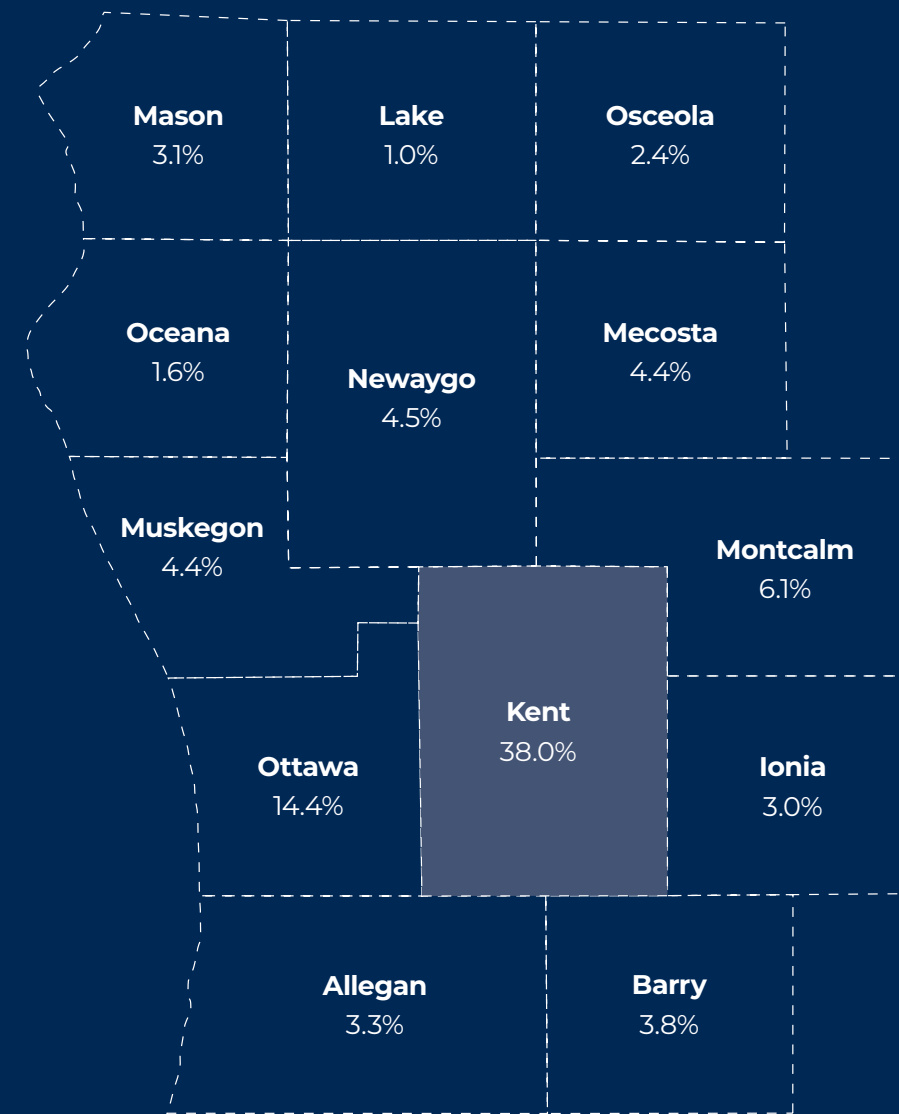 Mason
3.1%
Lake
1.0%
Osceola
2.4%
Oceana
1.6%
Newaygo
4.5%
Mecosta
4.4%
Muskegon
4.4%
Montcalm
6.1%
Kent
38.0%
Ottawa
14.4%
Ionia
3.0%
Allegan
3.3%
Barry
3.8%